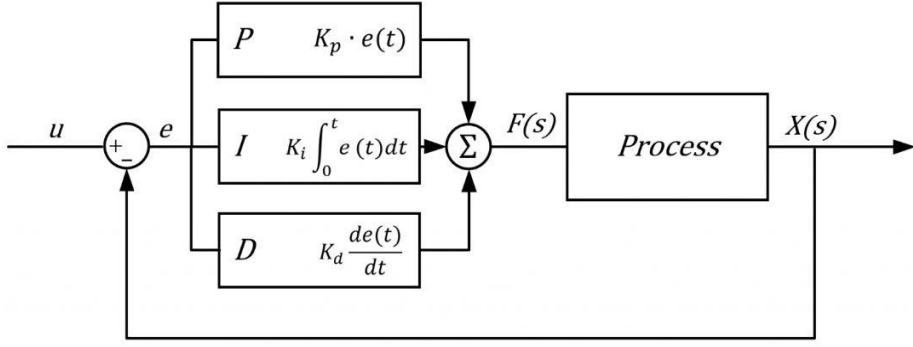 P K_p · e(t)
u
+
−
e
I K_i ∫_0^t e (t)dt
Σ
F(s)
Process
X(s)
D K_d de(t)/dt